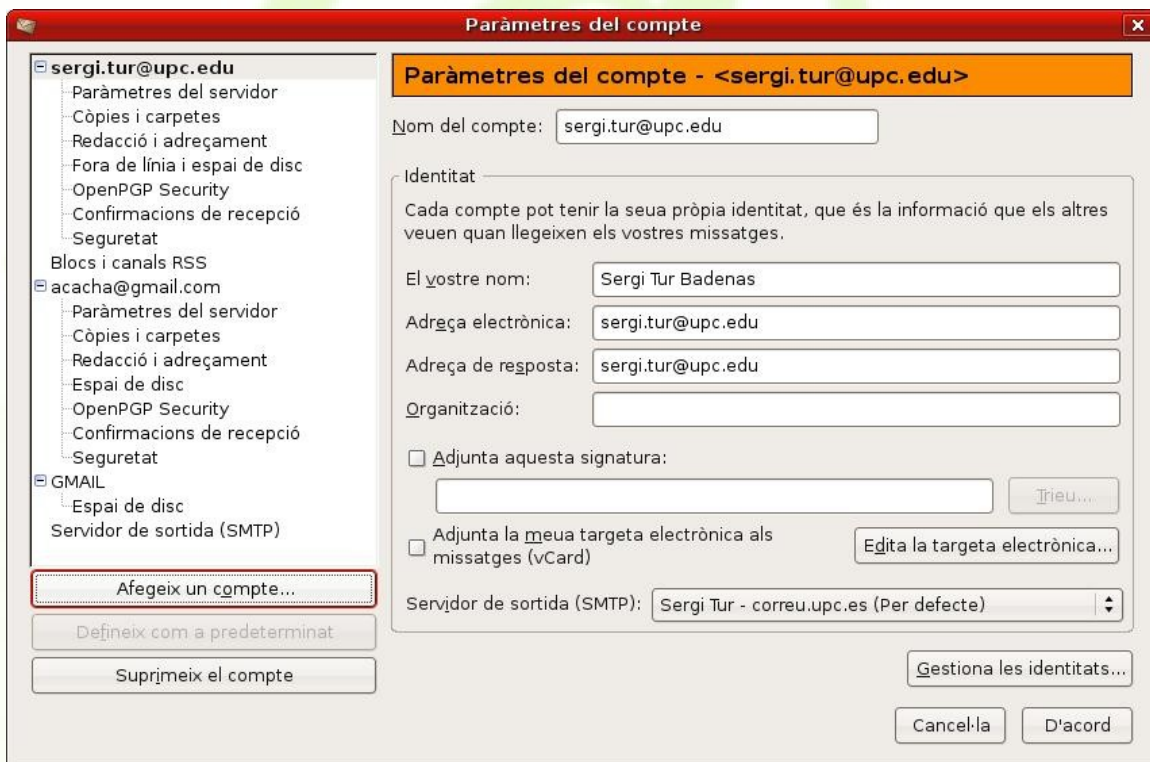 Paràmetres del compte
sergi.tur@upc.edu
Paràmetres del servidor
Còpies i carpetes
Redacció i adreçament
Fora de línia i espai de disc
OpenPGP Security
Confirmacions de recepció
Seguretat
Blocs i canals RSS
acacha@gmail.com
Paràmetres del servidor
Còpies i carpetes
Redacció i adreçament
Espai de disc
OpenPGP Security
Confirmacions de recepció
Seguretat
GMAIL
Espai de disc
Servidor de sortida (SMTP)
Afegeix un compte...
Defineix com a predeterminat
Suprimeix el compte
Paràmetres del compte - <sergi.tur@upc.edu>
Nom del compte: sergi.tur@upc.edu
Identitat
Cada compte pot tenir la seua pròpia identitat, que és la informació que els altres
veuen quan llegeixen els vostres missatges.
El vostre nom: Sergi Tur Badenas
Adreça electrònica: sergi.tur@upc.edu
Adreça de resposta: sergi.tur@upc.edu
Organització:
Adjunta aquesta signatura:
Trieu...
Adjunta la meua targeta electrònica als
missatges (vCard)
Edita la targeta electrònica...
Servidor de sortida (SMTP): Sergi Tur - correu.upc.es (Per defecte)
Gestiona les identitats...
Cancel·la D'acord